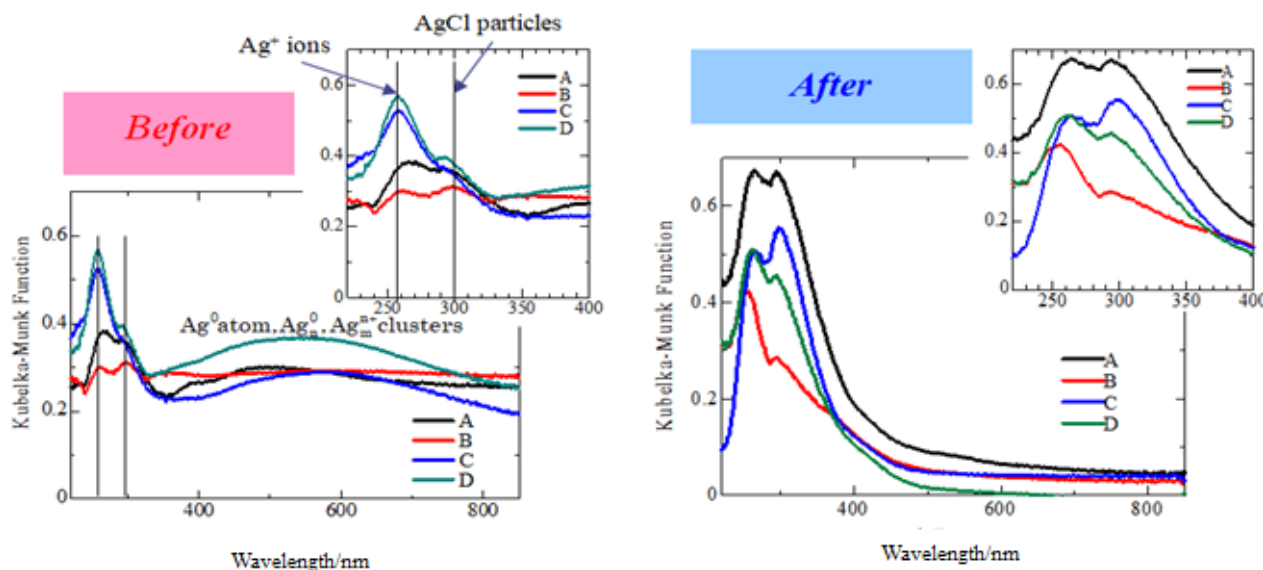 AgCl particles
Ag⁺ ions
Before
0.6
0.4
0.2
0
A
B
C
D
250
300
350
400
Kubelka-Munk Function
0.6
0.4
0.2
0
Ag⁰atom,Agₙ⁰,Agₘⁿ⁺clusters
A
B
C
D
400
600
800
Wavelength/nm
After
0.6
0.4
0.2
0
A
B
C
D
250
300
350
400
Kubelka-Munk Function
0.6
0.4
0.2
0
A
B
C
D
400
600
800
Wavelength/nm